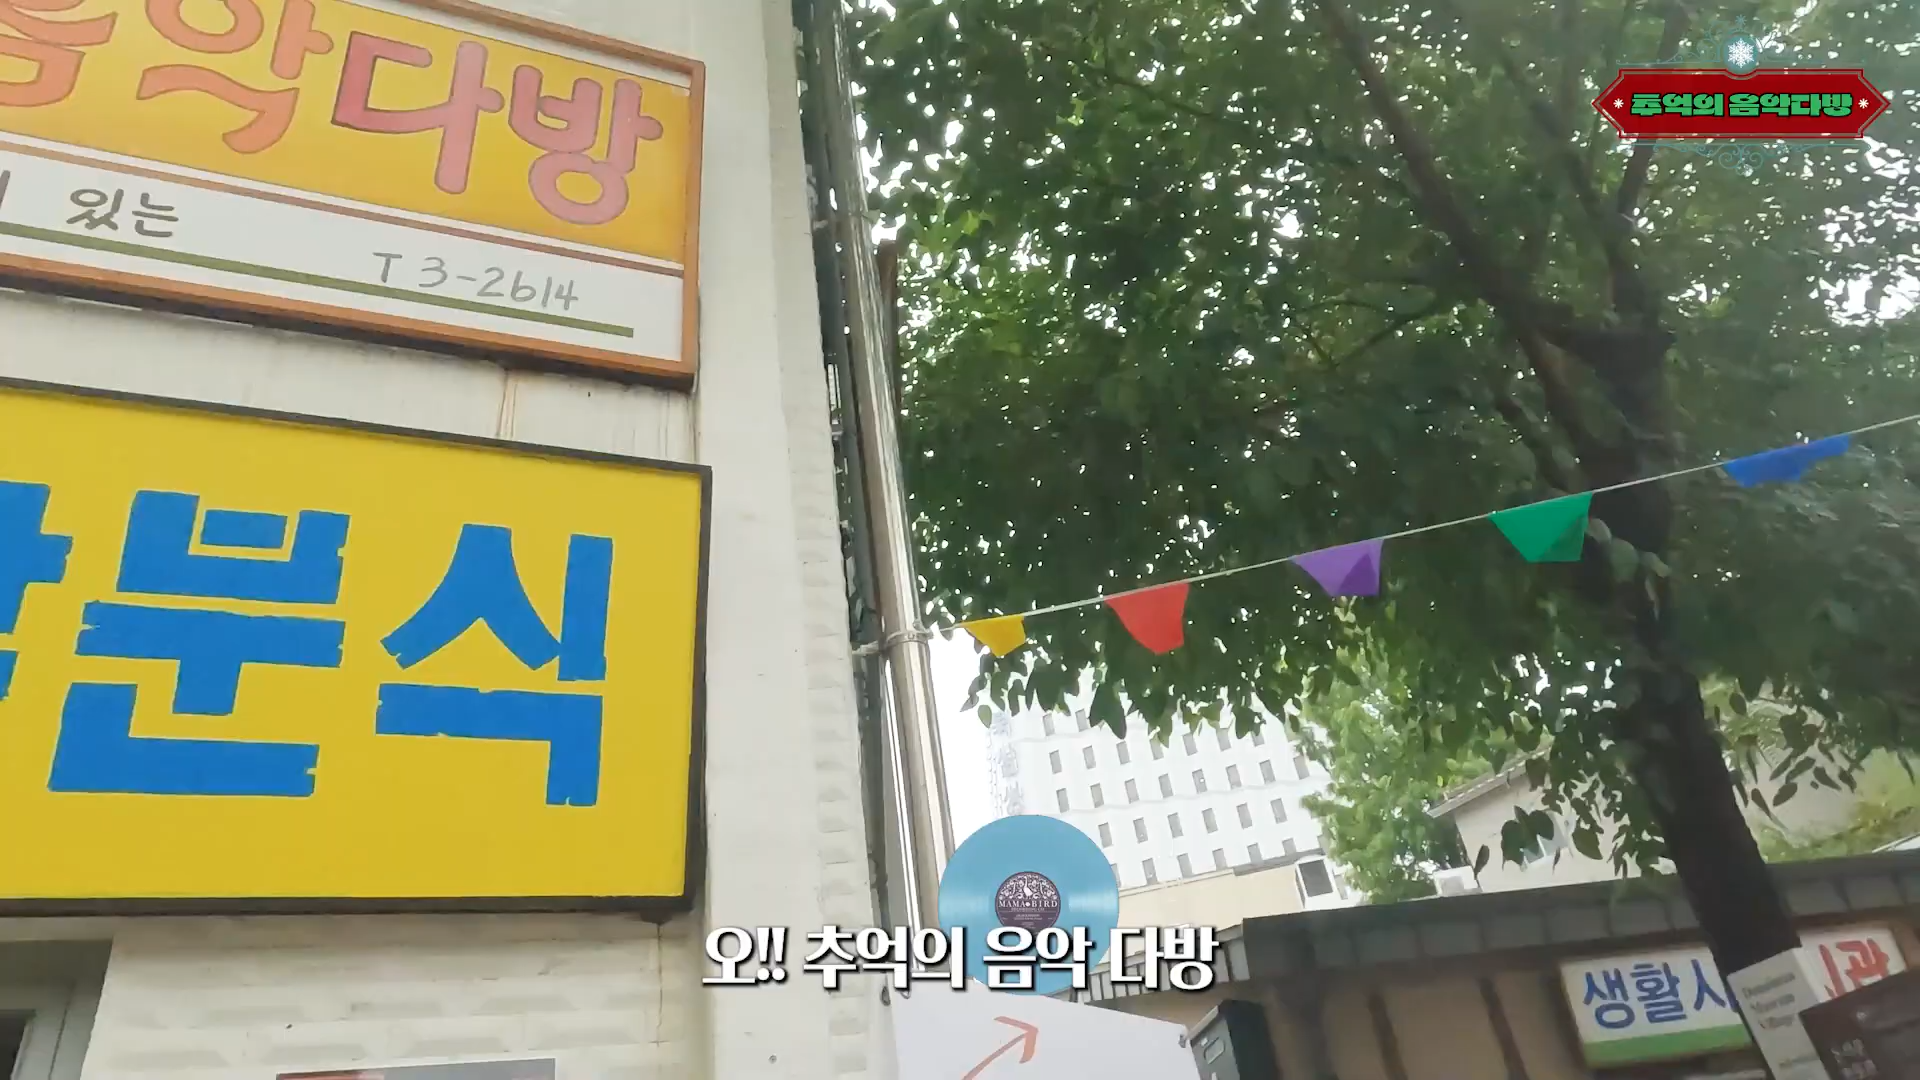 음악다방
있는
T 3-2614
분식
추억의 음악다방
MAMA BIRD
오!! 추억의 음악 다방
생활사
관